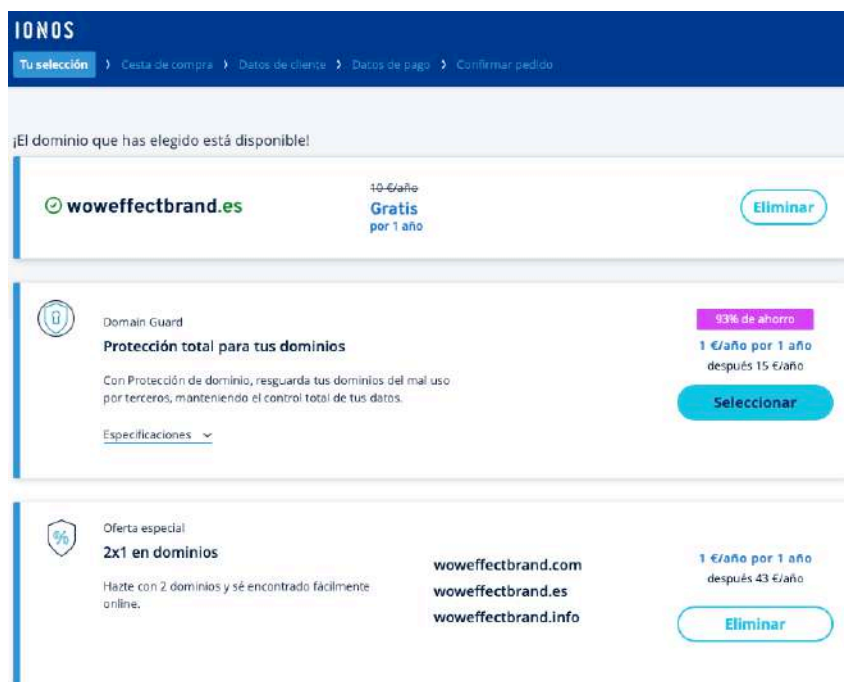 IONOS
Tu selección > Cesta de compra > Datos de cliente > Datos de pago > Confirmar pedido
¡El dominio que has elegido está disponible!
woweffectbrand.es
10 €/año
Gratis
por 1 año
Eliminar
Domain Guard
Protección total para tus dominios
Con Protección de dominio, resguarda tus dominios del mal uso
por terceros, manteniendo el control total de tus datos.
Especificaciones
93% de ahorro
1 €/año por 1 año
después 15 €/año
Seleccionar
%
Oferta especial
2x1 en dominios
Hazte con 2 dominios y sé encontrado fácilmente
online.
woweffectbrand.com
woweffectbrand.es
woweffectbrand.info
1 €/año por 1 año
después 43 €/año
Eliminar